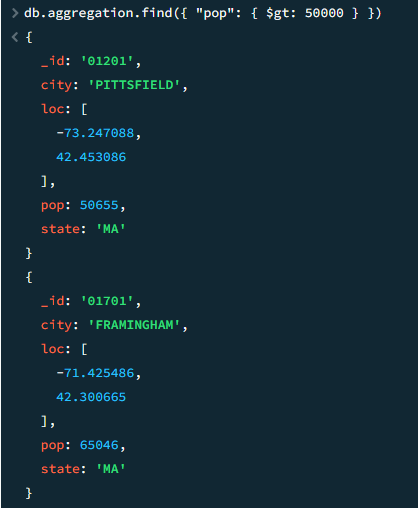 > db.aggregation.find({ "pop": { $gt: 50000 } })
< {
_id: '01201',
city: 'PITTSFIELD',
loc: [
-73.247088,
42.453086
],
pop: 50655,
state: 'MA'
}
{
_id: '01701',
city: 'FRAMINGHAM',
loc: [
-71.425486,
42.300665
],
pop: 65046,
state: 'MA'
}